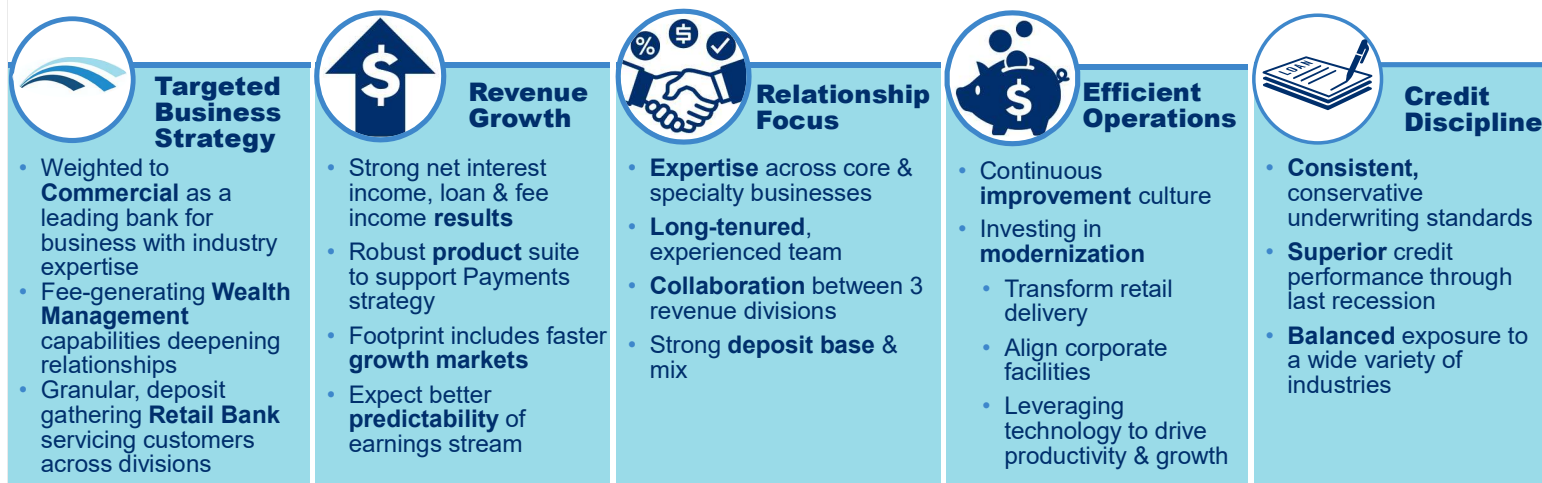 Targeted
Business
Strategy
• Weighted to
Commercial as a
leading bank for
business with industry
expertise
• Fee-generating Wealth
Management
capabilities deepening
relationships
• Granular, deposit
gathering Retail Bank
servicing customers
across divisions
$
Revenue
Growth
• Strong net interest
income, loan & fee
income results
• Robust product suite
to support Payments
strategy
• Footprint includes faster
growth markets
• Expect better
predictability of
earnings stream
% $
Relationship
Focus
• Expertise across core &
specialty businesses
• Long-tenured,
experienced team
• Collaboration between 3
revenue divisions
• Strong deposit base &
mix
$
Efficient
Operations
• Continuous
improvement culture
• Investing in
modernization
• Transform retail
delivery
• Align corporate
facilities
• Leveraging
technology to drive
productivity & growth
LOAN
Credit
Discipline
• Consistent,
conservative
underwriting standards
• Superior credit
performance through
last recession
• Balanced exposure to
a wide variety of
industries